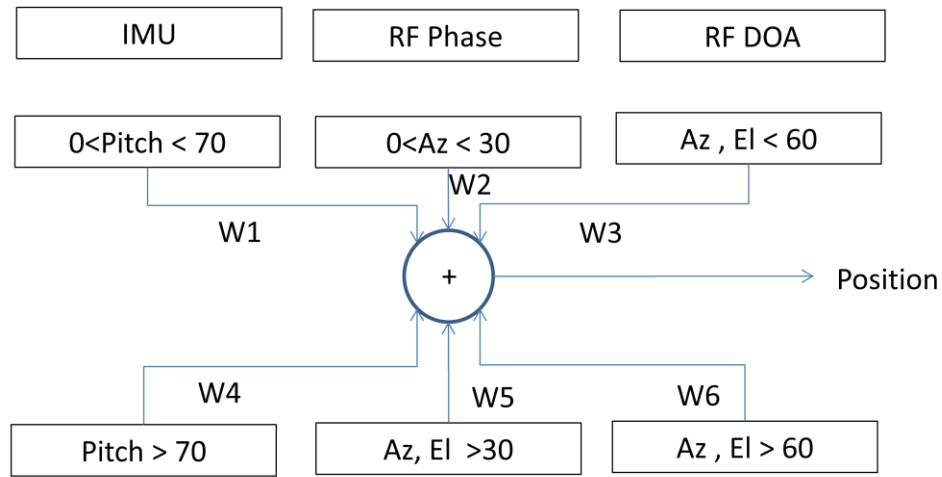 IMU
RF Phase
RF DOA
0<Pitch < 70
0<Az < 30
Az , El < 60
W1
W2
W3
+
Position
W4
W5
W6
Pitch > 70
Az, El  >30
Az , El > 60